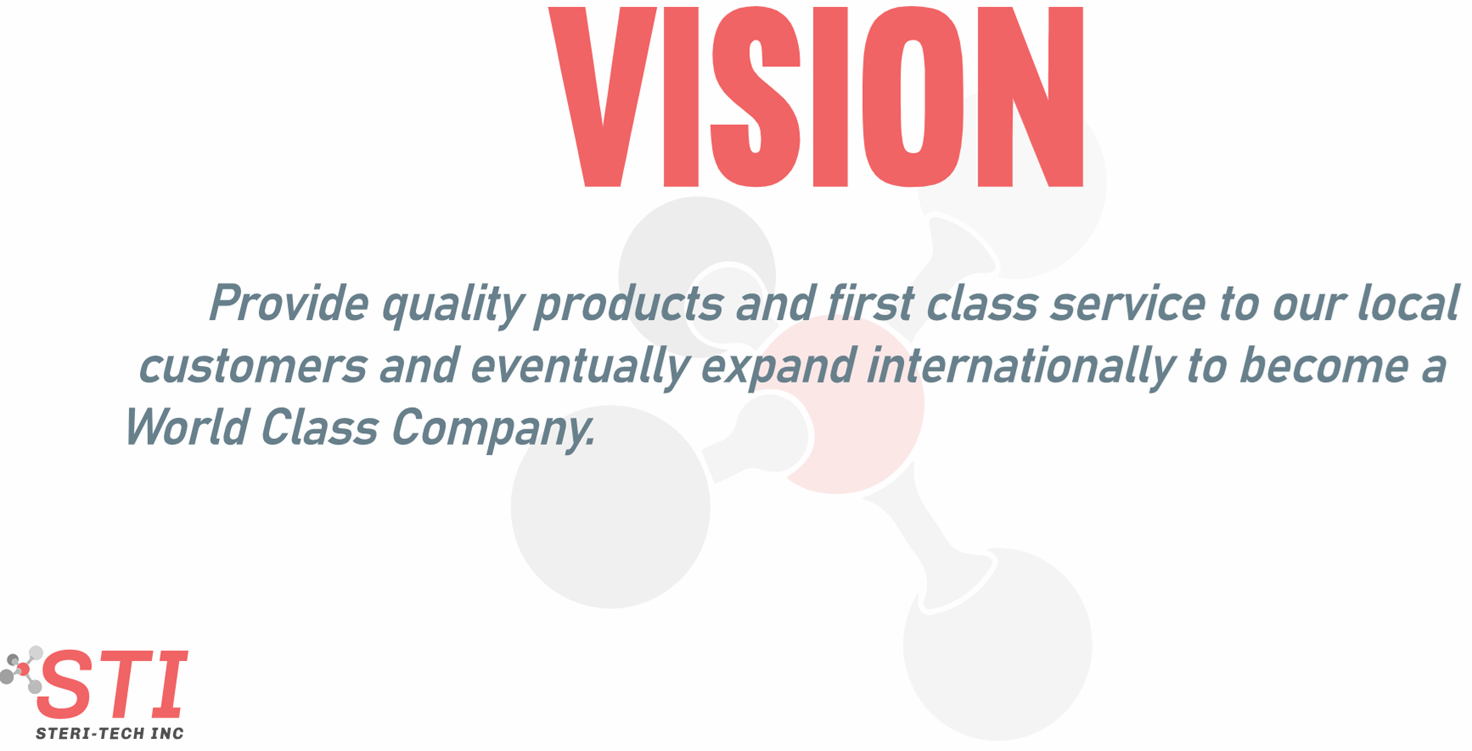 VISION
Provide quality products and first class service to our local
customers and eventually expand internationally to become a
World Class Company.
STI
STERI-TECH INC